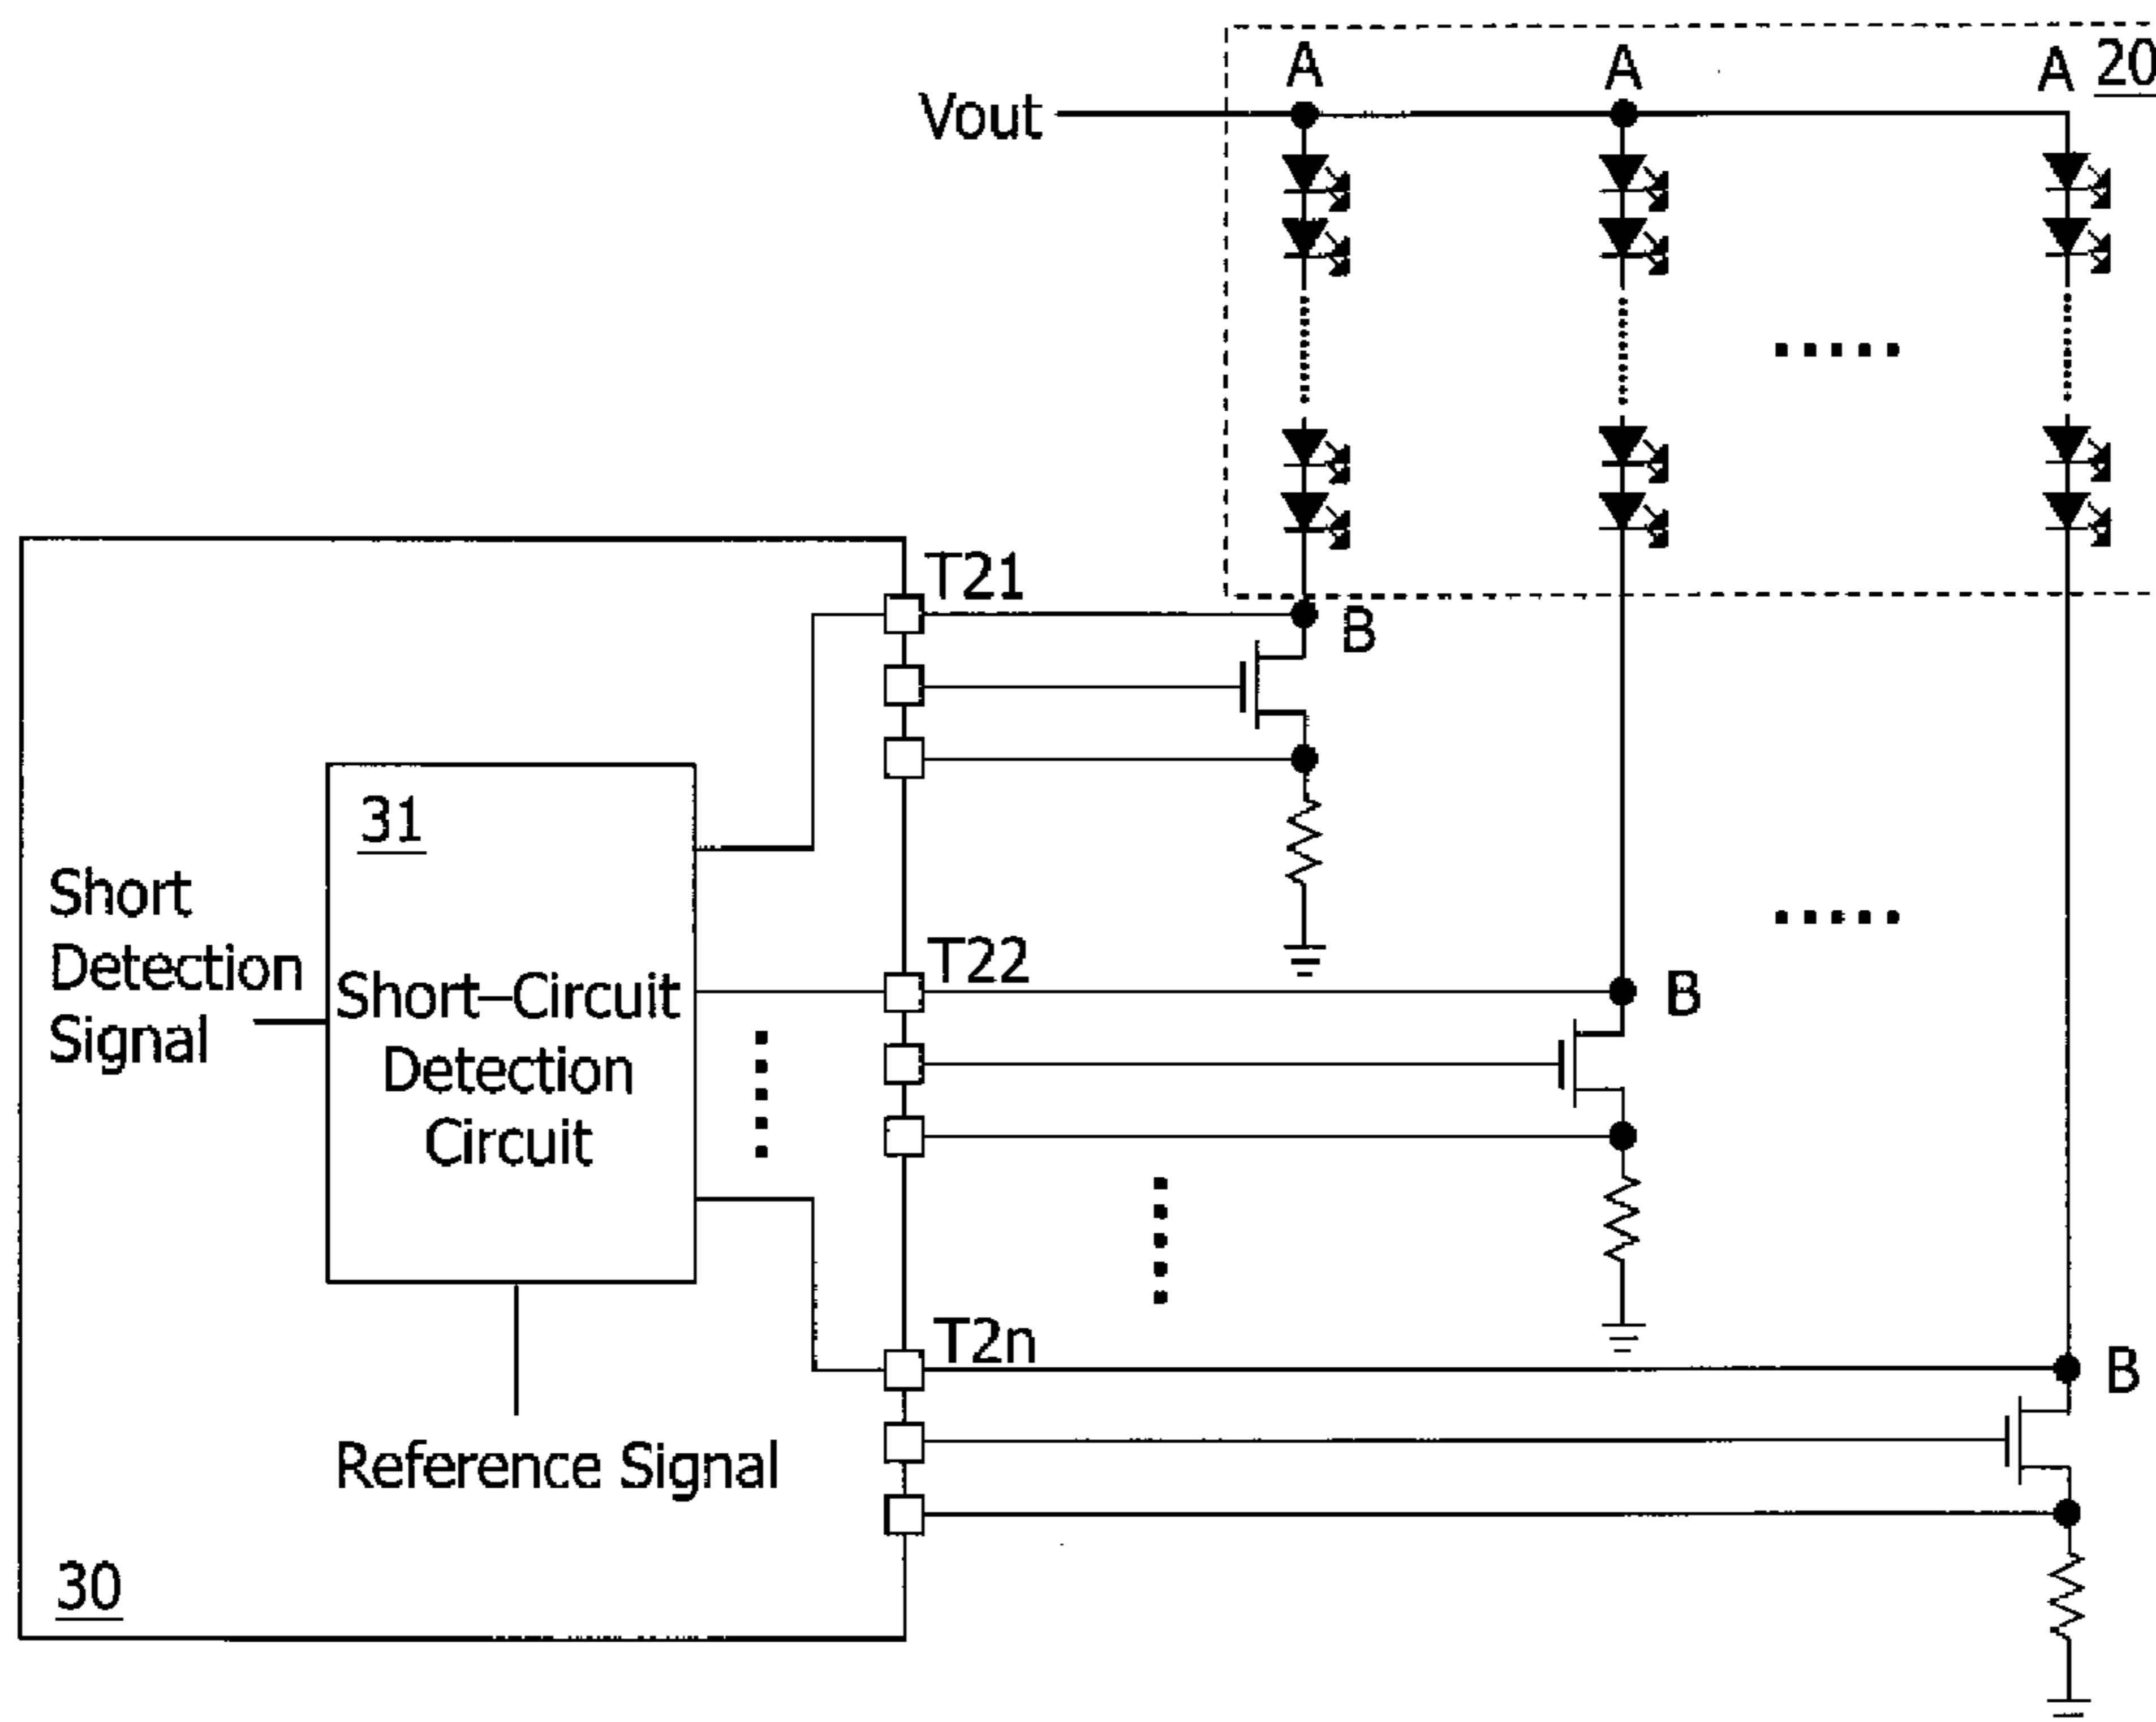 A
A
A
20
Vout
T21
B
31
Short
Detection
Signal
Short-Circuit
Detection
Circuit
T22
B
T2n
B
Reference Signal
30